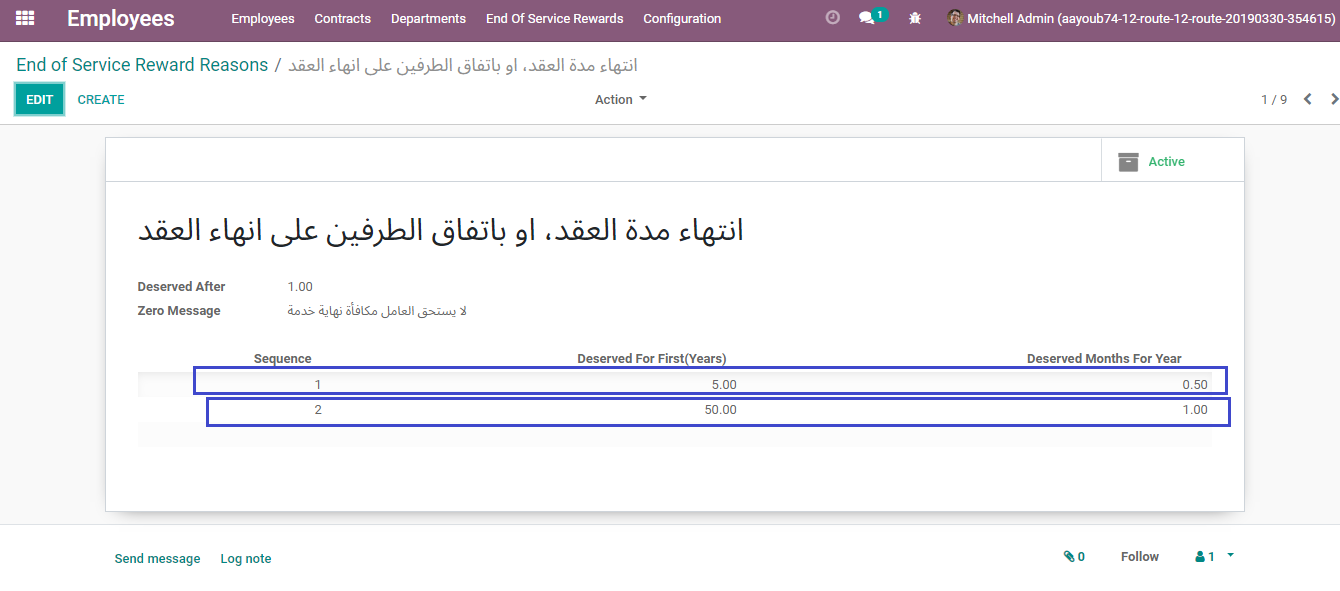 Employees Employees Contracts Departments End Of Service Rewards Configuration 1 Mitchell Admin (aayoub74-12-route-12-route-20190330-354615)
End of Service Reward Reasons / انتهاء مدة العقد، او باتفاق الطرفين على انهاء العقد
EDIT CREATE Action 1 / 9
Active
انتهاء مدة العقد، او باتفاق الطرفين على انهاء العقد
Deserved After 1.00
Zero Message لا يستحق العامل مكافأة نهاية خدمة
Sequence Deserved For First(Years) Deserved Months For Year
1 5.00 0.50
2 50.00 1.00
Send message Log note 0 Follow 1